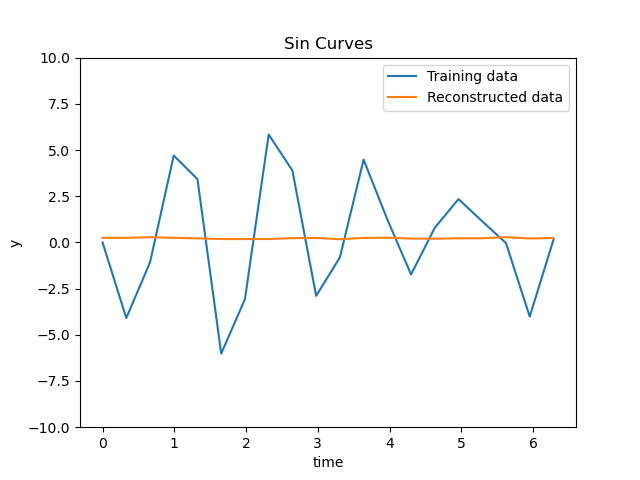 Sin Curves
Training data
Reconstructed data
10.0
7.5
5.0
2.5
0.0
−2.5
−5.0
−7.5
−10.0
y
0 1 2 3 4 5 6
time